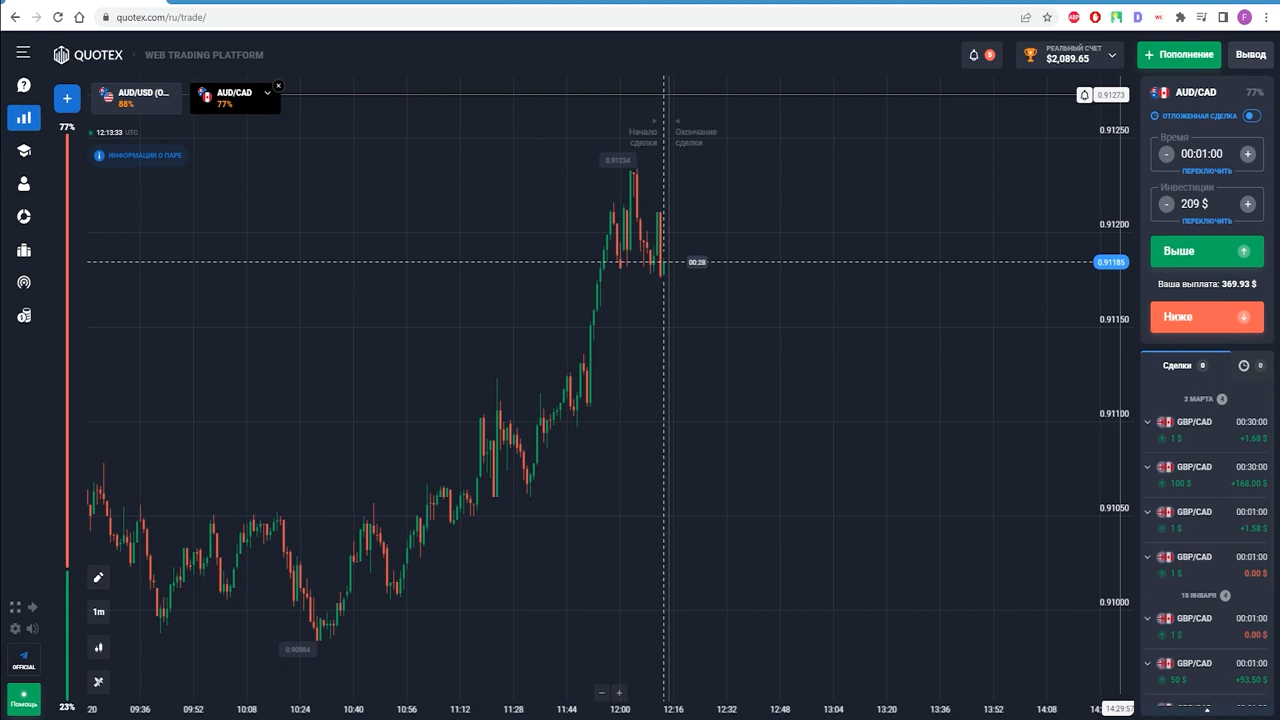 quotex.com/ru/trade/
ABP
D
WC
F
QUOTEX
WEB TRADING PLATFORM
РЕАЛЬНЫЙ СЧЕТ
$2,089.65
+ Пополнение
Вывод
+
AUD/USD (O...
88%
AUD/CAD
77%
77%
12:13:33 UTC
ИНФОРМАЦИЯ О ПАРЕ
Начало
сделки
Окончание
сделки
0.91234
0.90984
00:28
0.91273
0.91250
0.91200
0.91185
0.91150
0.91100
0.91050
0.91000
1m
OFFICIAL
Помощь
23%
:20
09:36
09:52
10:08
10:24
10:40
10:56
11:12
11:28
11:44
12:00
12:16
12:32
12:48
13:04
13:20
13:36
13:52
14:08
14:29:57
AUD/CAD
77%
ОТЛОЖЕННАЯ СДЕЛКА
Время
- 00:01:00 +
ПЕРЕКЛЮЧИТЬ
Инвестиции
- 209 $ +
ПЕРЕКЛЮЧИТЬ
Выше
Ваша выплата: 369.93 $
Ниже
Сделки 0
0
2 МАРТА 4
GBP/CAD 00:30:00
1 $ +1.68 $
GBP/CAD 00:30:00
100 $ +168.00 $
GBP/CAD 00:01:00
1 $ +1.58 $
GBP/CAD 00:01:00
1 $ 0.00 $
18 ЯНВАРЯ 4
GBP/CAD 00:01:00
1 $ 0.00 $
GBP/CAD 00:01:00
50 $ +93.50 $